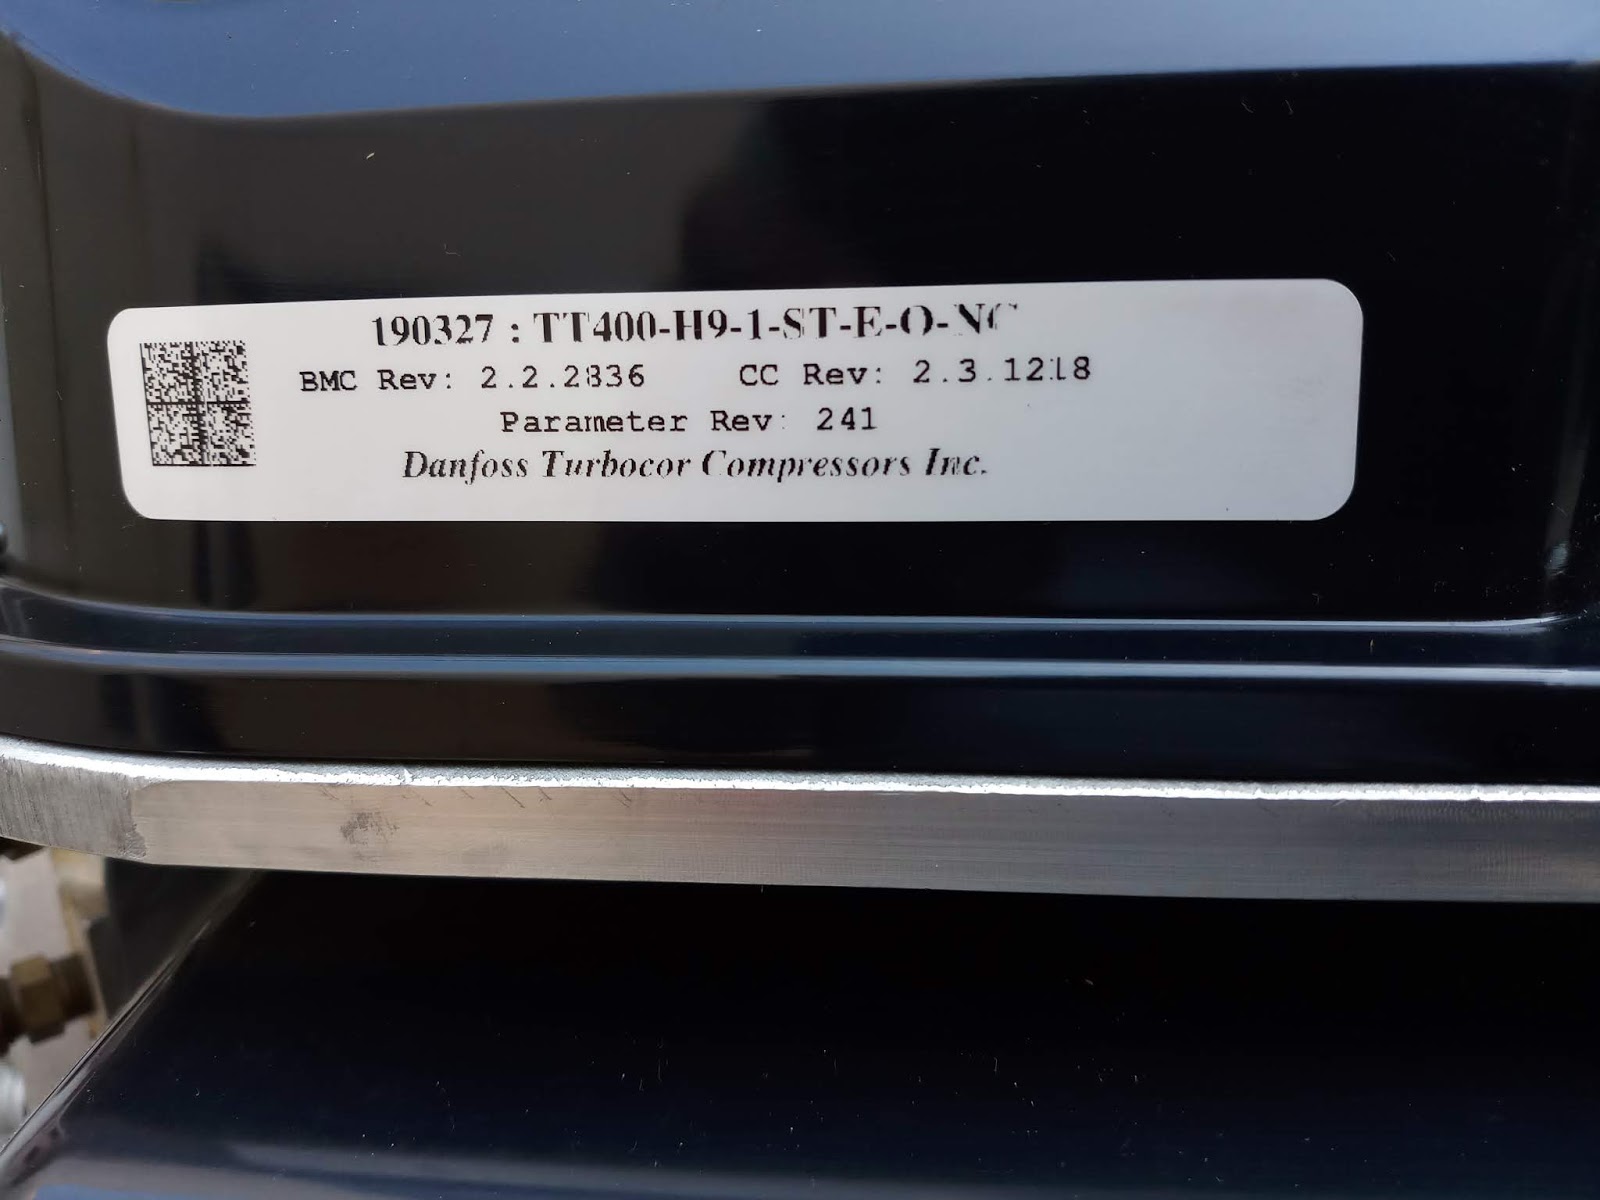 190327 : TT400-H9-1-ST-E-O-NC
BMC Rev: 2.2.2836 CC Rev: 2.3.1218
Parameter Rev: 241
Danfoss Turbocor Compressors Inc.